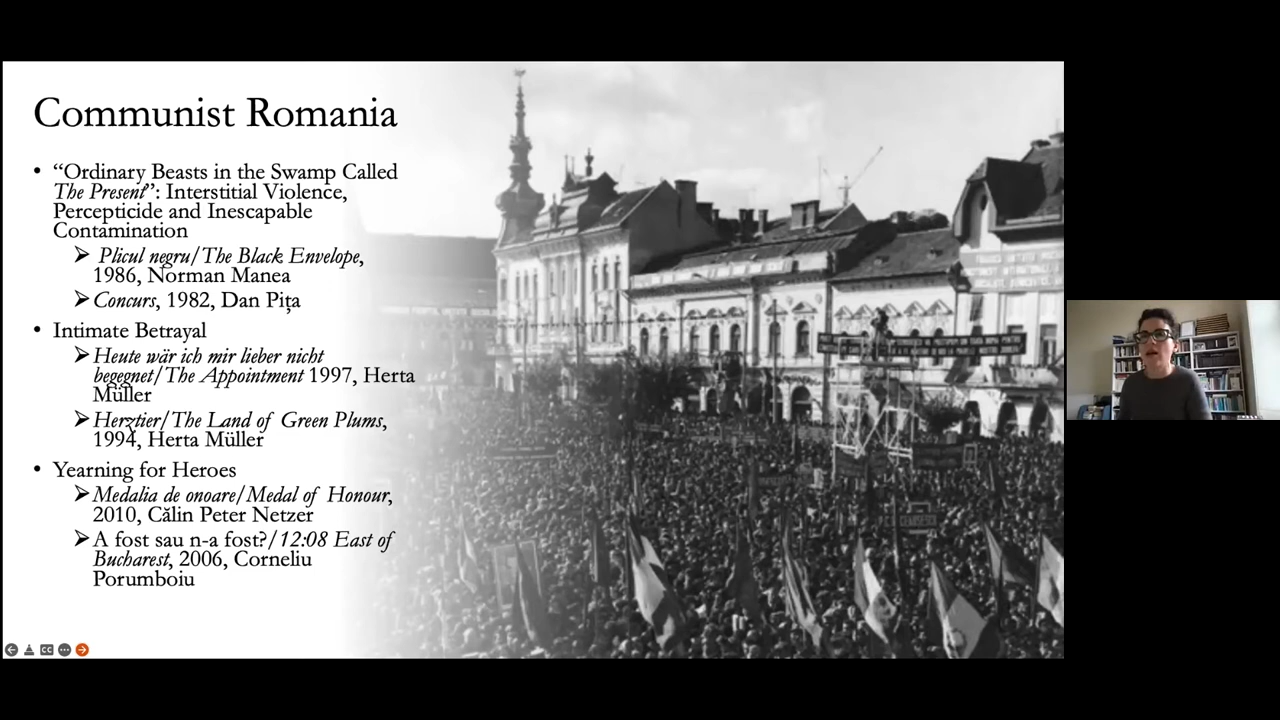 Communist Romania
• “Ordinary Beasts in the Swamp Called
The Present”: Interstitial Violence,
Percepticide and Inescapable
Contamination
➢ Plicul negru/The Black Envelope,
1986, Norman Manea
➢ Concurs, 1982, Dan Pița
• Intimate Betrayal
➢ Heute wär ich mir lieber nicht
begegnet/The Appointment 1997, Herta
Müller
➢ Herztier/The Land of Green Plums,
1994, Herta Müller
• Yearning for Heroes
➢ Medalia de onoare/Medal of Honour,
2010, Călin Peter Netzer
➢ A fost sau n-a fost?/12:08 East of
Bucharest, 2006, Corneliu
Porumboiu
CC